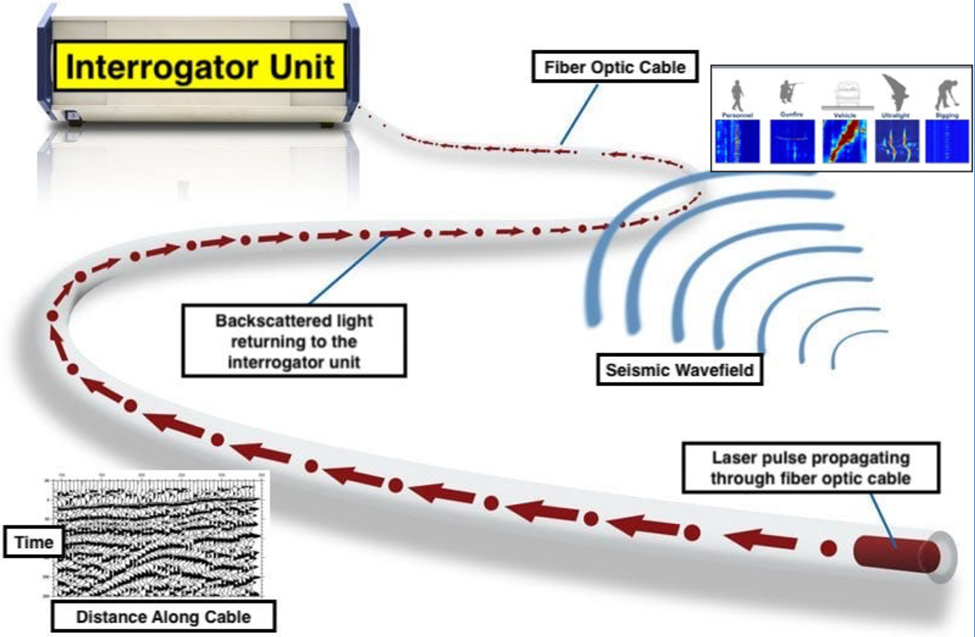 Interrogator Unit
Fiber Optic Cable
Personnel Gunfire Vehicle Ultralight Digging
Backscattered light
returning to the
interrogator unit
Seismic Wavefield
Laser pulse propagating
through fiber optic cable
Time
Distance Along Cable